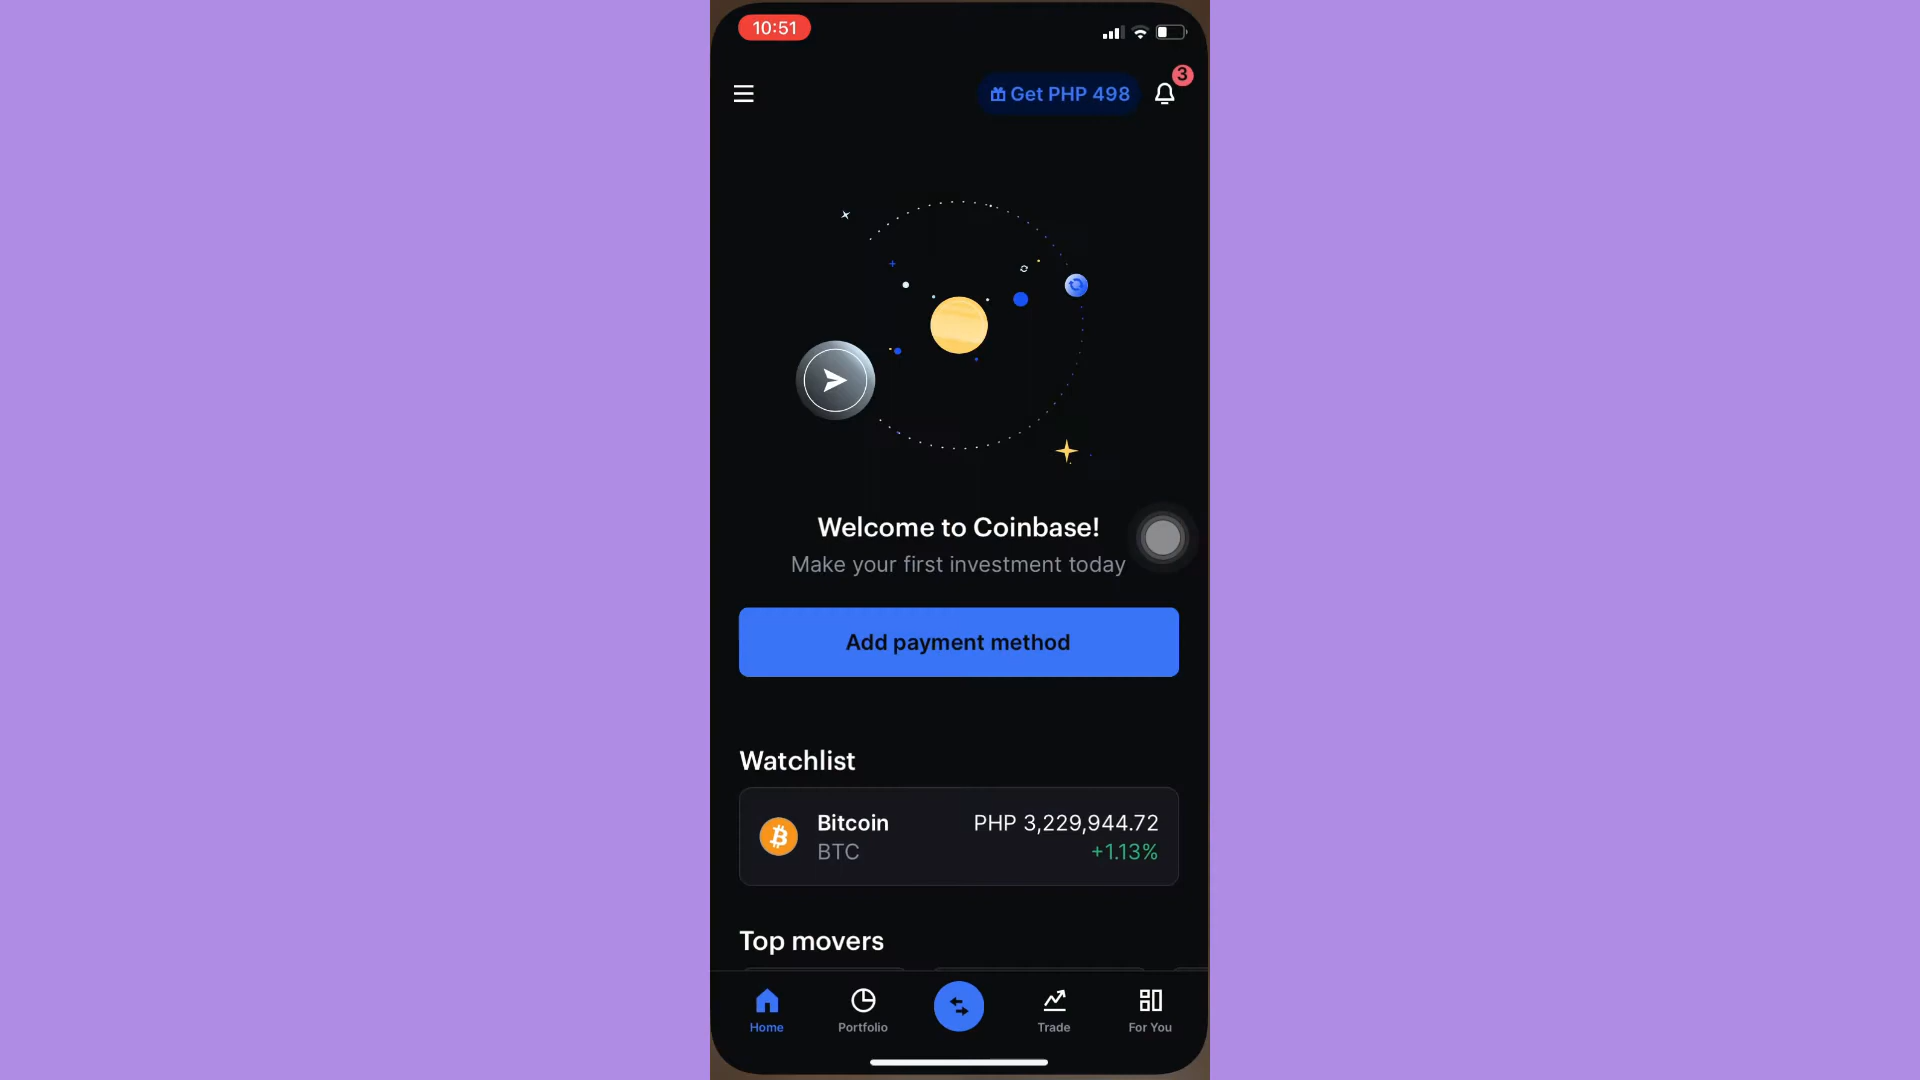 10:51
Get PHP 498
3
Welcome to Coinbase!
Make your first investment today
Add payment method
Watchlist
Bitcoin PHP 3,229,944.72
BTC +1.13%
Top movers
Home Portfolio Trade For You